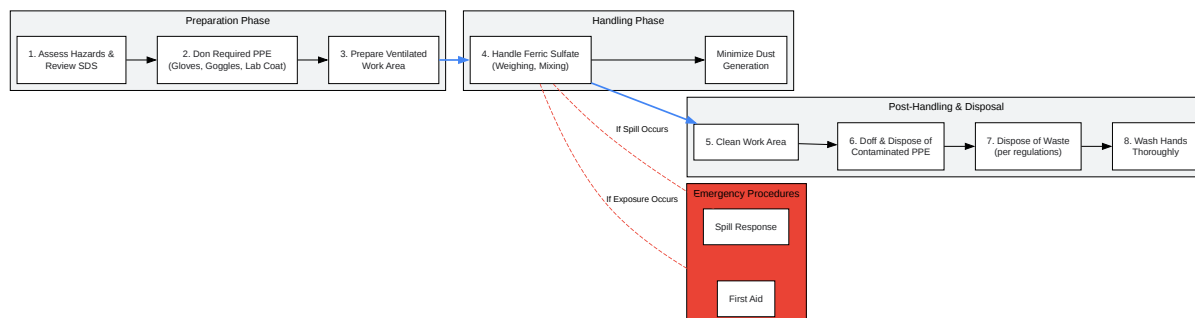 Preparation Phase
1. Assess Hazards &
Review SDS
2. Don Required PPE
(Gloves, Goggles, Lab Coat)
3. Prepare Ventilated
Work Area
Handling Phase
4. Handle Ferric Sulfate
(Weighing, Mixing)
Minimize Dust
Generation
Post-Handling & Disposal
5. Clean Work Area
6. Doff & Dispose of
Contaminated PPE
7. Dispose of Waste
(per regulations)
8. Wash Hands
Thoroughly
If Spill Occurs
If Exposure Occurs
Emergency Procedures
Spill Response
First Aid